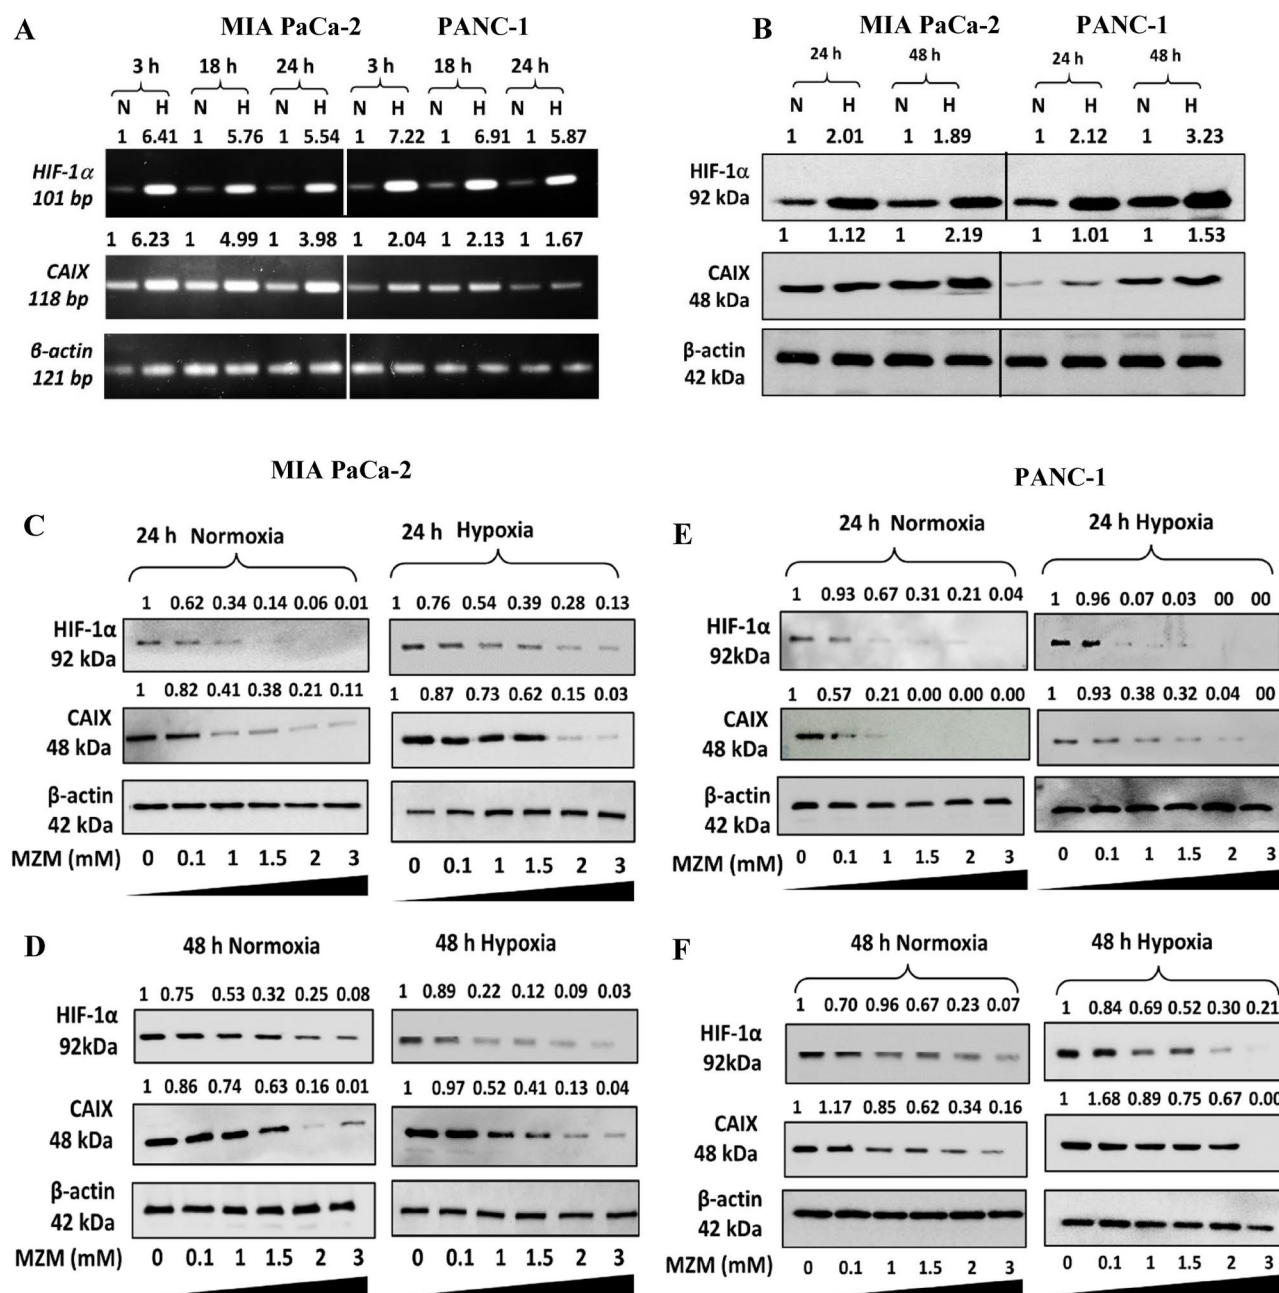 A
MIA PaCa-2 PANC-1
3 h 18 h 24 h 3 h 18 h 24 h
N H N H N H N H N H N H
1 6.41 1 5.76 1 5.54 1 7.22 1 6.91 1 5.87
HIF-1α
101 bp
1 6.23 1 4.99 1 3.98 1 2.04 1 2.13 1 1.67
CAIX
118 bp
β-actin
121 bp
B
MIA PaCa-2 PANC-1
24 h 48 h 24 h 48 h
N H N H N H N H
1 2.01 1 1.89 1 2.12 1 3.23
HIF-1α
92 kDa
1 1.12 1 2.19 1 1.01 1 1.53
CAIX
48 kDa
β-actin
42 kDa
MIA PaCa-2
C
24 h Normoxia 24 h Hypoxia
1 0.62 0.34 0.14 0.06 0.01 1 0.76 0.54 0.39 0.28 0.13
HIF-1α
92 kDa
1 0.82 0.41 0.38 0.21 0.11 1 0.87 0.73 0.62 0.15 0.03
CAIX
48 kDa
β-actin
42 kDa
MZM (mM) 0 0.1 1 1.5 2 3 0 0.1 1 1.5 2 3
D
48 h Normoxia 48 h Hypoxia
1 0.75 0.53 0.32 0.25 0.08 1 0.89 0.22 0.12 0.09 0.03
HIF-1α
92kDa
1 0.86 0.74 0.63 0.16 0.01 1 0.97 0.52 0.41 0.13 0.04
CAIX
48 kDa
β-actin
42 kDa
MZM (mM) 0 0.1 1 1.5 2 3 0 0.1 1 1.5 2 3
PANC-1
E
24 h Normoxia 24 h Hypoxia
1 0.93 0.67 0.31 0.21 0.04 1 0.96 0.07 0.03 00 00
HIF-1α
92kDa
1 0.57 0.21 0.00 0.00 0.00 1 0.93 0.38 0.32 0.04 00
CAIX
48 kDa
β-actin
42 kDa
MZM (mM) 0 0.1 1 1.5 2 3 0 0.1 1 1.5 2 3
F
48 h Normoxia 48 h Hypoxia
1 0.70 0.96 0.67 0.23 0.07 1 0.84 0.69 0.52 0.30 0.21
HIF-1α
92kDa
1 1.17 0.85 0.62 0.34 0.16 1 1.68 0.89 0.75 0.67 0.00
CAIX
48 kDa
β-actin
42 kDa
MZM (mM) 0 0.1 1 1.5 2 3 0 0.1 1 1.5 2 3